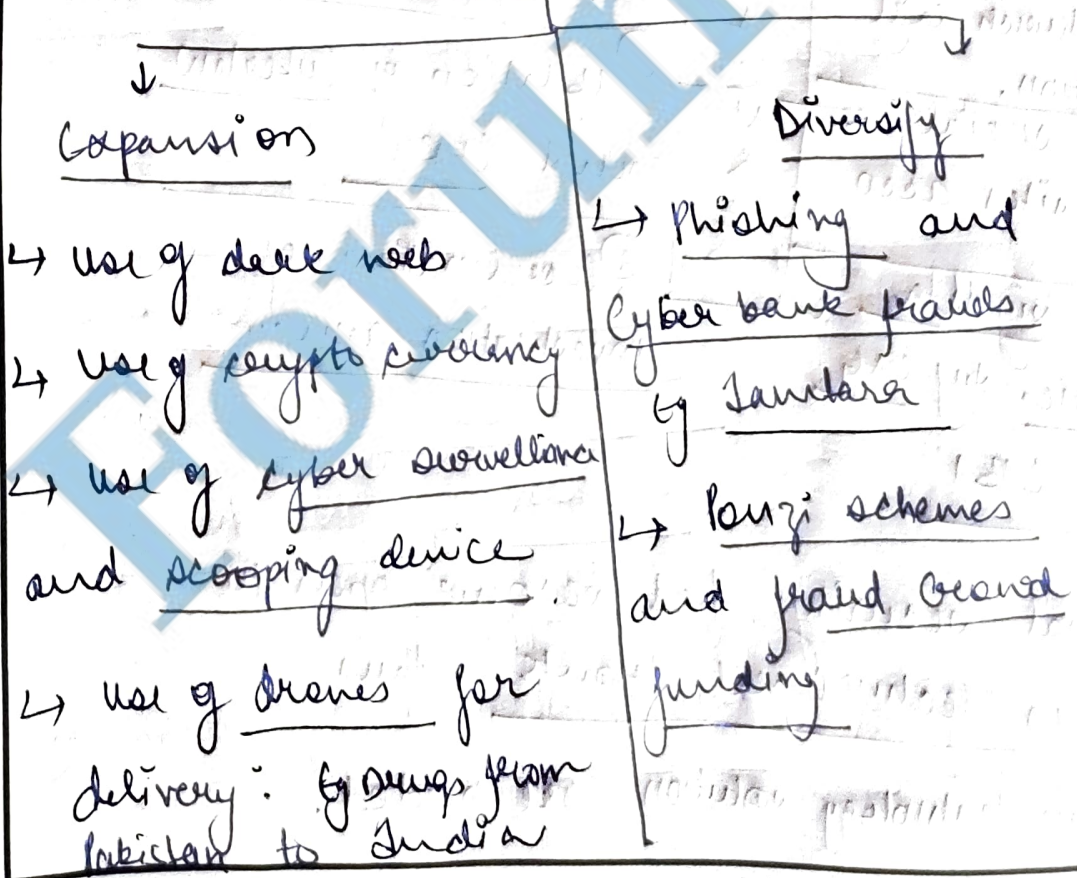 Expansion
↳ use of dark web
↳ use of crypto currency
↳ use of cyber survellianc
and scooping device
↳ use of drones for
delivery: Eg Drugs from
Pakistan to India
Diversify
↳ Phishing and
Cyber bank frauds
Eg Jamtara
↳ Ponzi schemes
and fraud crowd
funding
Forum